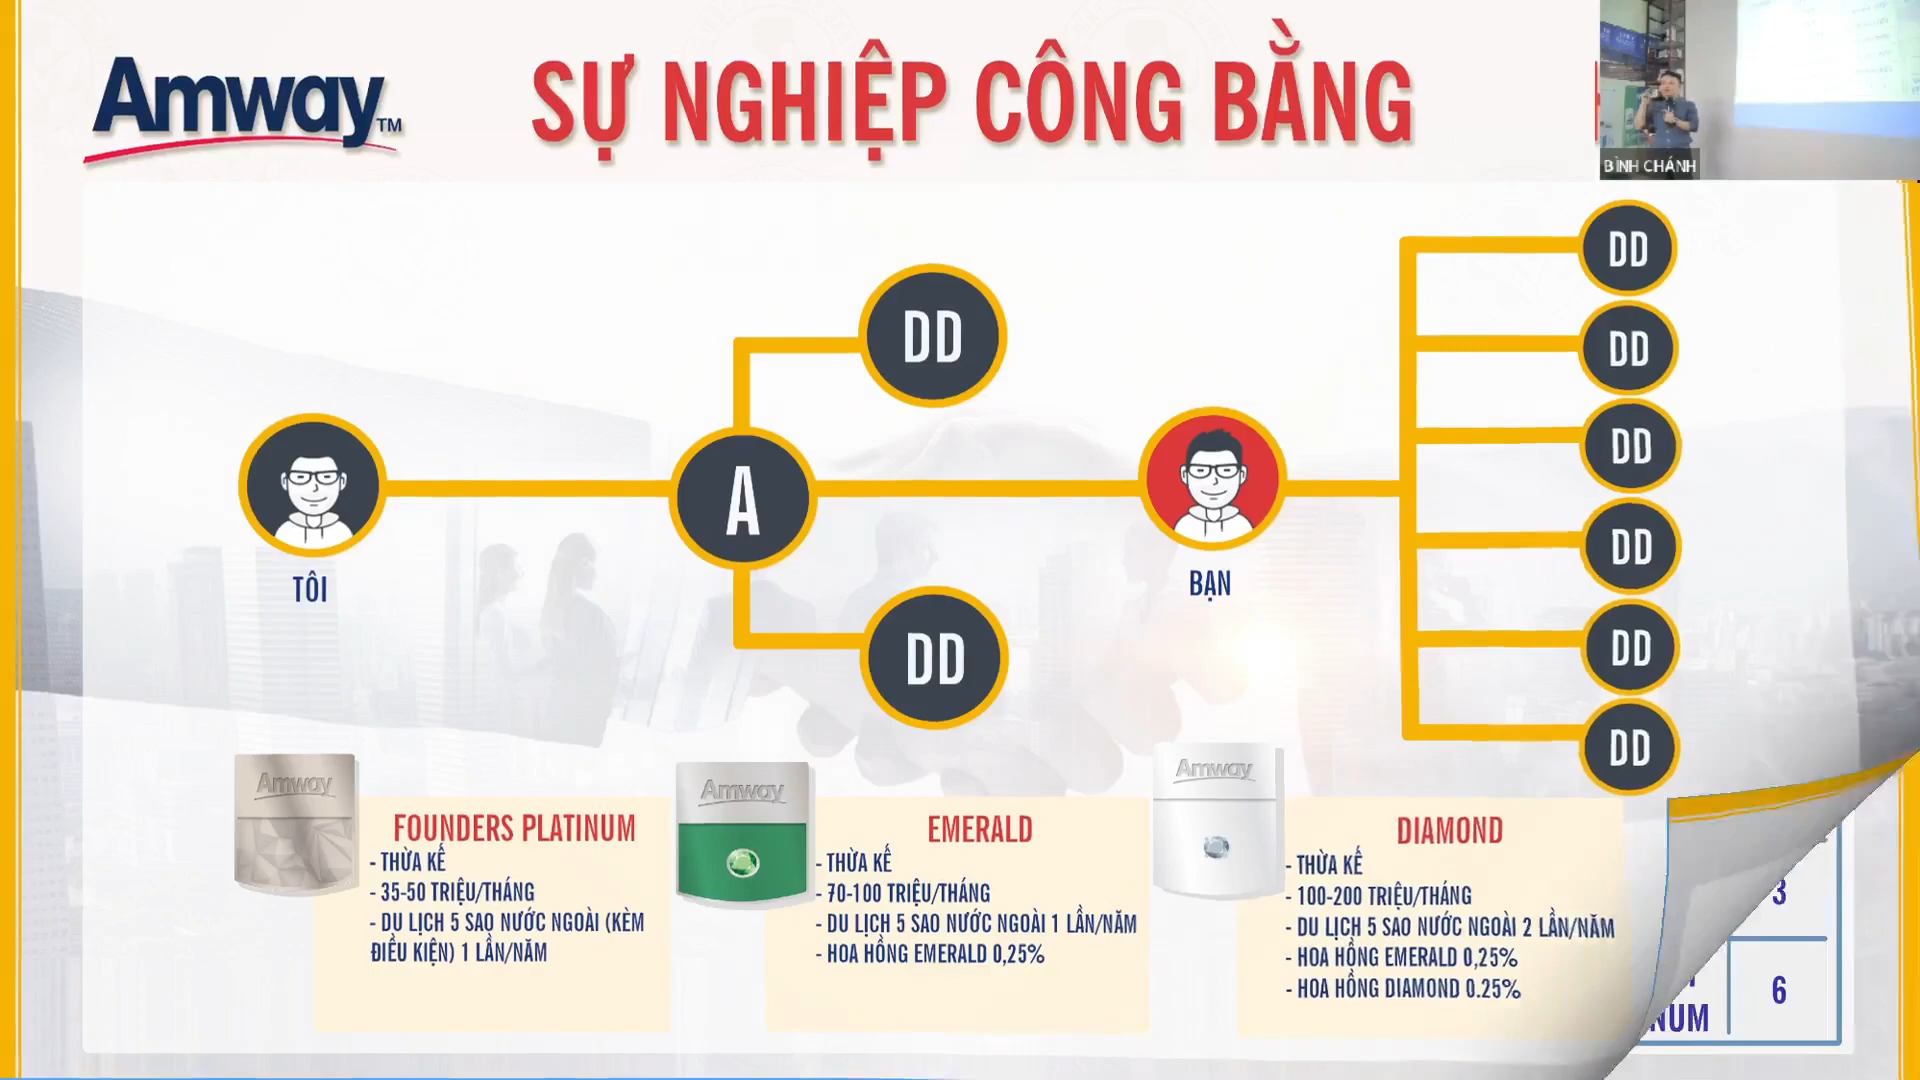 Amway™
SỰ NGHIỆP CÔNG BẰNG
BÌNH CHÁNH
DD
DD
DD
DD
A
DD
DD
DD
DD
TÔI
BẠN
Amway
FOUNDERS PLATINUM
- THỪA KẾ
- 35-50 TRIỆU/THÁNG
- DU LỊCH 5 SAO NƯỚC NGOÀI (KÈM
ĐIỀU KIỆN) 1 LẦN/NĂM
Amway
EMERALD
- THỪA KẾ
- 70-100 TRIỆU/THÁNG
- DU LỊCH 5 SAO NƯỚC NGOÀI 1 LẦN/NĂM
- HOA HỒNG EMERALD 0,25%
Amway
DIAMOND
- THỪA KẾ
- 100-200 TRIỆU/THÁNG
- DU LỊCH 5 SAO NƯỚC NGOÀI 2 LẦN/NĂM
- HOA HỒNG EMERALD 0,25%
- HOA HỒNG DIAMOND 0.25%
3
6
NUM